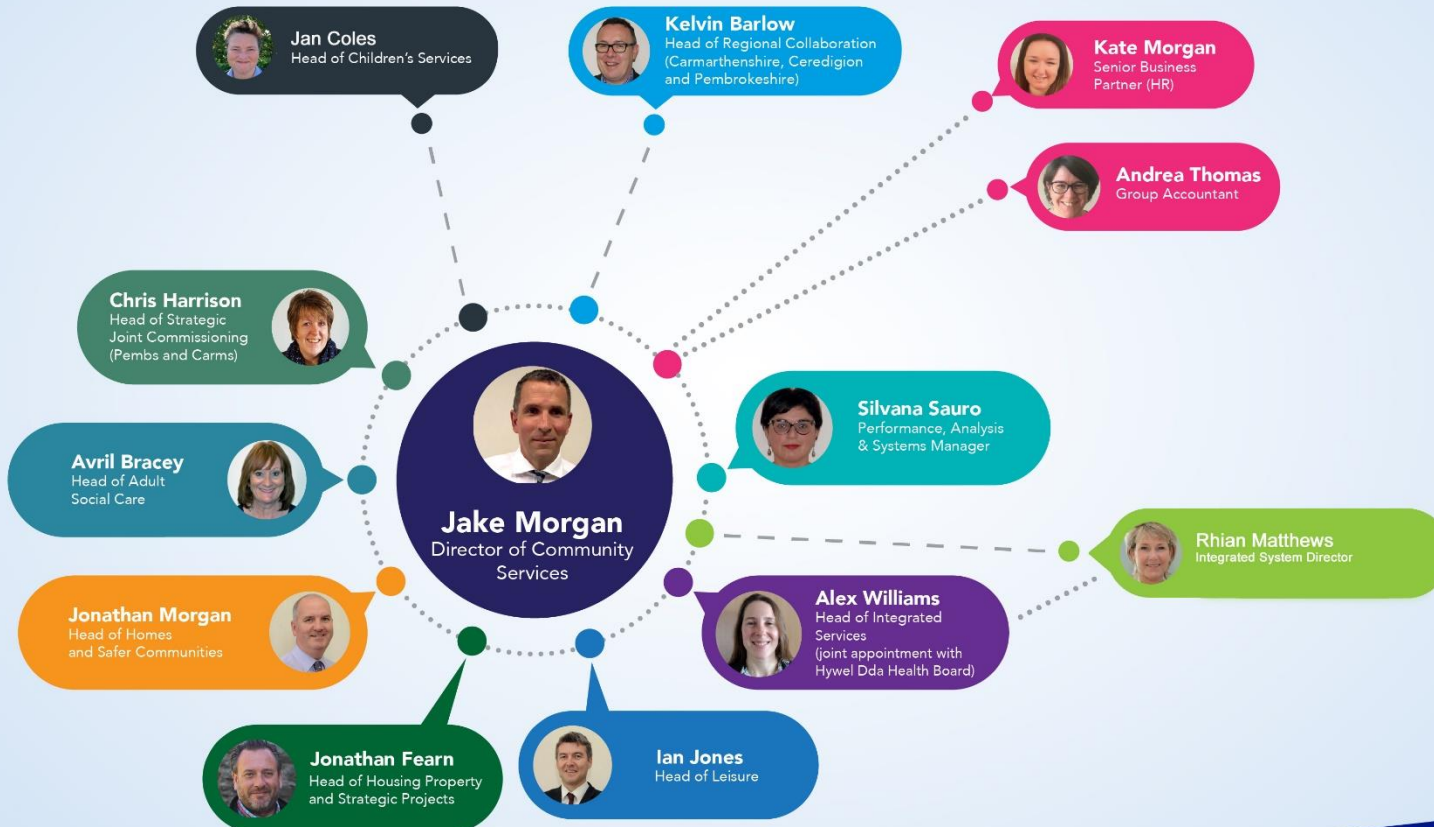 Jan Coles
Head of Children's Services
Kelvin Barlow
Head of Regional Collaboration
(Carmarthenshire, Ceredigion
and Pembrokeshire)
Kate Morgan
Senior Business
Partner (HR)
Andrea Thomas
Group Accountant
Chris Harrison
Head of Strategic
Joint Commissioning
(Pembs and Carms)
Silvana Sauro
Performance, Analysis
& Systems Manager
Avril Bracey
Head of Adult
Social Care
Jake Morgan
Director of Community
Services
Rhian Matthews
Integrated System Director
Jonathan Morgan
Head of Homes
and Safer Communities
Alex Williams
Head of Integrated
Services
(joint appointment with
Hywel Dda Health Board)
Jonathan Fearn
Head of Housing Property
and Strategic Projects
Ian Jones
Head of Leisure